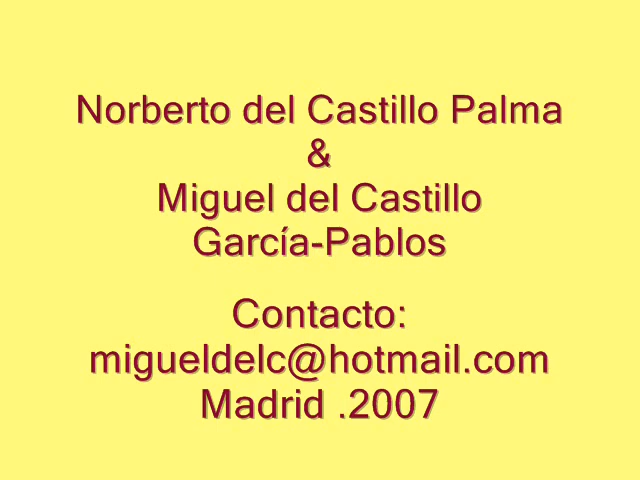 Norberto del Castillo Palma
&
Miguel del Castillo
García-Pablos
Contacto:
migueldelc@hotmail.com
Madrid .2007